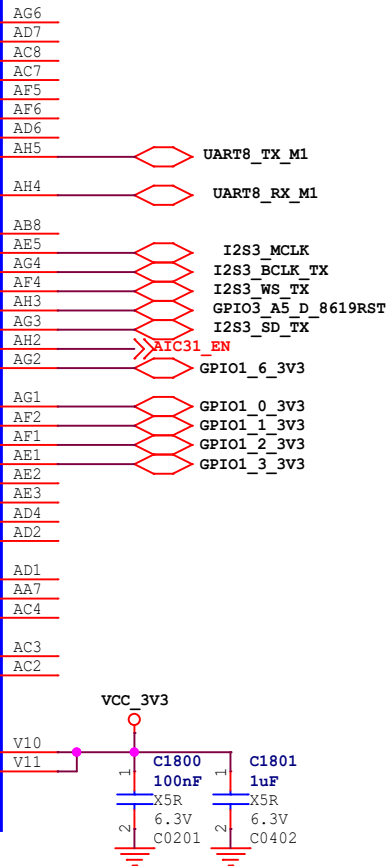 AG6
AD7
AC8
AC7
AF5
AF6
AD6
AH5 UART8_TX_M1
AH4 UART8_RX_M1
AB8
AE5 I2S3_MCLK
AG4 I2S3_BCLK_TX
AF4 I2S3_WS_TX
AH3 GPIO3_A5_D_8619RST
AG3 I2S3_SD_TX
AH2 AIC31_EN
AG2 GPIO1_6_3V3
AG1 GPIO1_0_3V3
AF2 GPIO1_1_3V3
AF1 GPIO1_2_3V3
AE1 GPIO1_3_3V3
AE2
AE3
AD4
AD2
AD1
AA7
AC4
AC3
AC2
VCC_3V3
V10
V11
1 C1800 1 C1801
100nF 1uF
X5R X5R
6.3V 6.3V
2 C0201 2 C0402